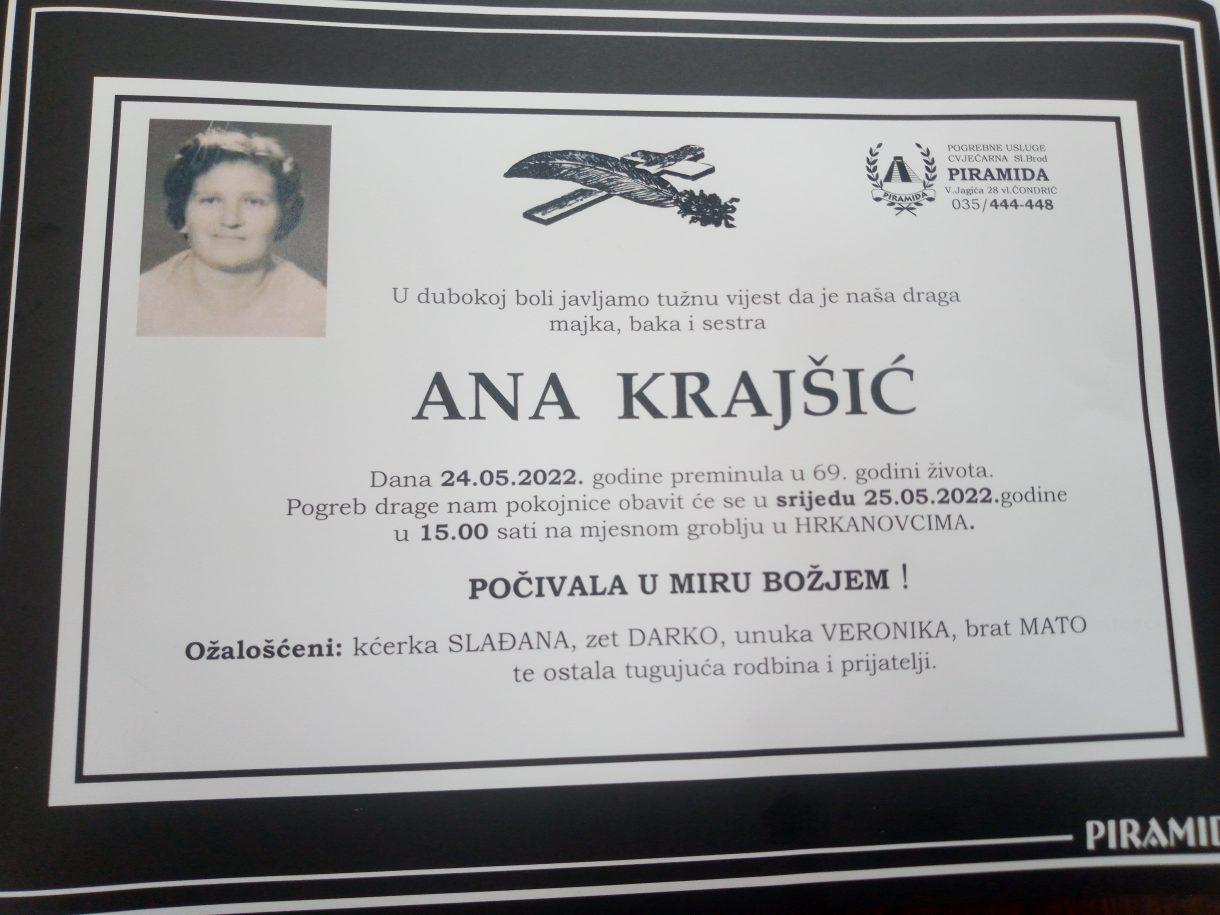 POGREBNE USLUGE
CVJEĆARNA Sl.Brod
PIRAMIDA
V.Jagića 28 vl.ČONDRIĆ
035/444-448
PIRAMIDA
U dubokoj boli javljamo tužnu vijest da je naša draga
majka, baka i sestra
ANA KRAJŠIĆ
Dana 24.05.2022. godine preminula u 69. godini života.
Pogreb drage nam pokojnice obavit će se u srijedu 25.05.2022.godine
u 15.00 sati na mjesnom groblju u HRKANOVCIMA.
POČIVALA U MIRU BOŽJEM !
Ožalošćeni: kćerka SLAĐANA, zet DARKO, unuka VERONIKA, brat MATO
te ostala tugujuća rodbina i prijatelji.
PIRAMID